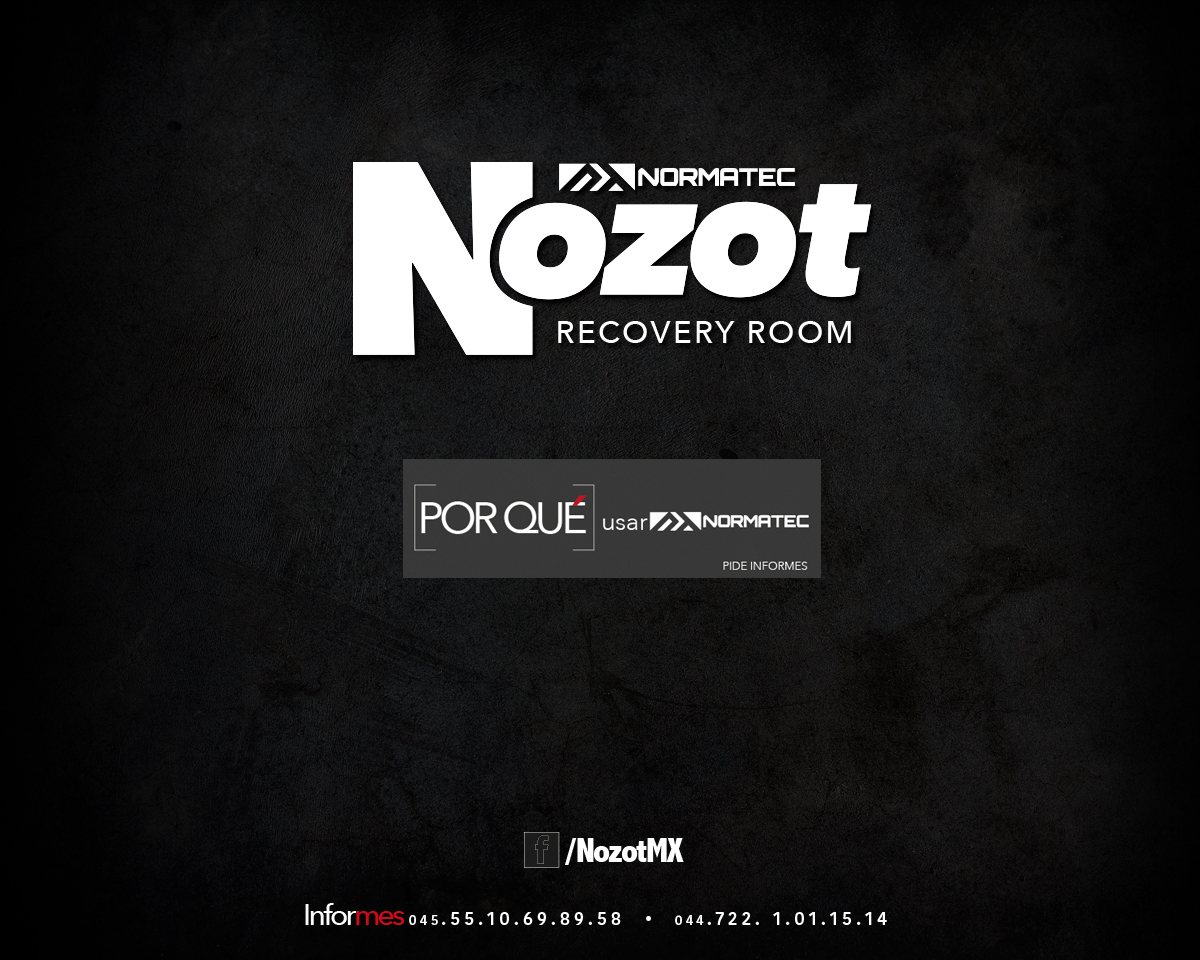 NORMATEC
Nozot
RECOVERY ROOM
POR QUÉ usar NORMATEC
PIDE INFORMES
f /NozotMX
Informes 045.55.10.69.89.58 • 044.722. 1.01.15.14